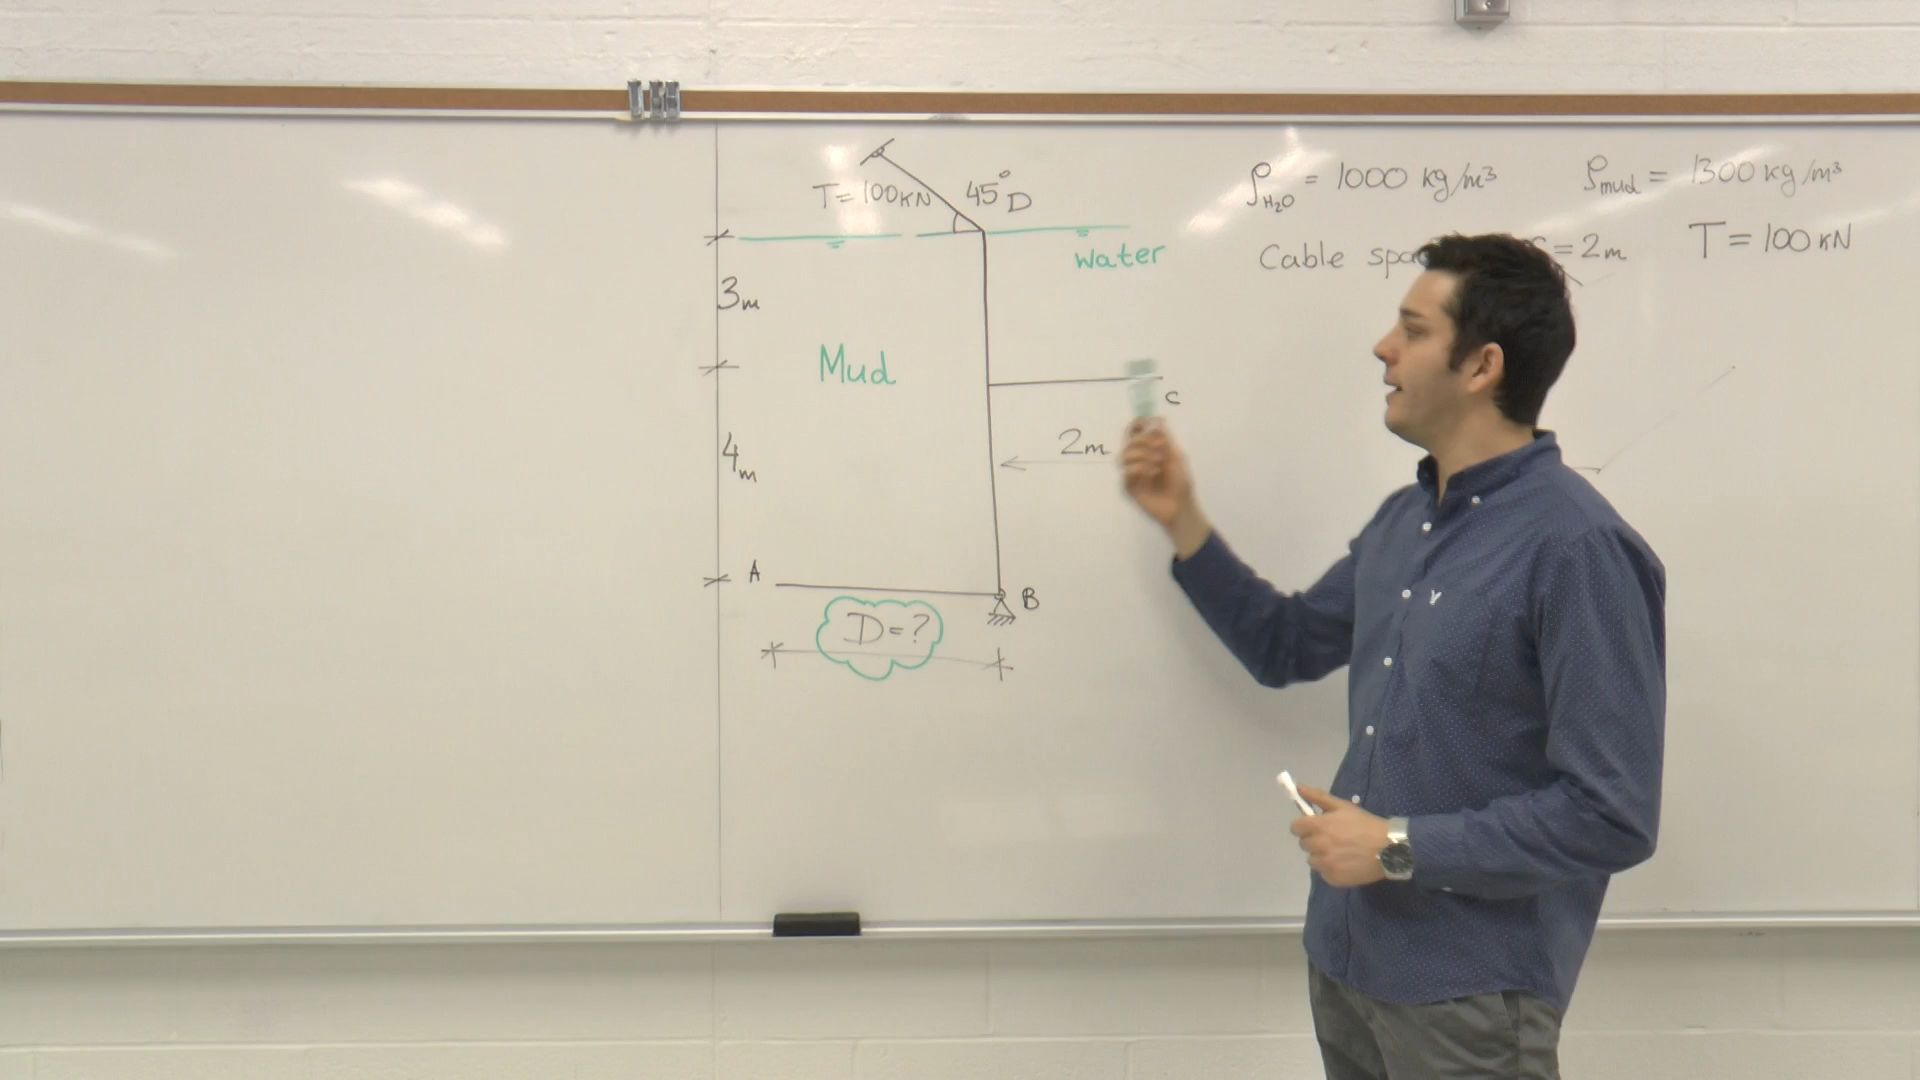 T=100KN 45° D
water
3m
Mud
C
4m
2m
A
B
D=?
ρH₂O = 1000 kg/m³ ρmud = 1300 kg/m³
Cable = 2m T = 100 KN